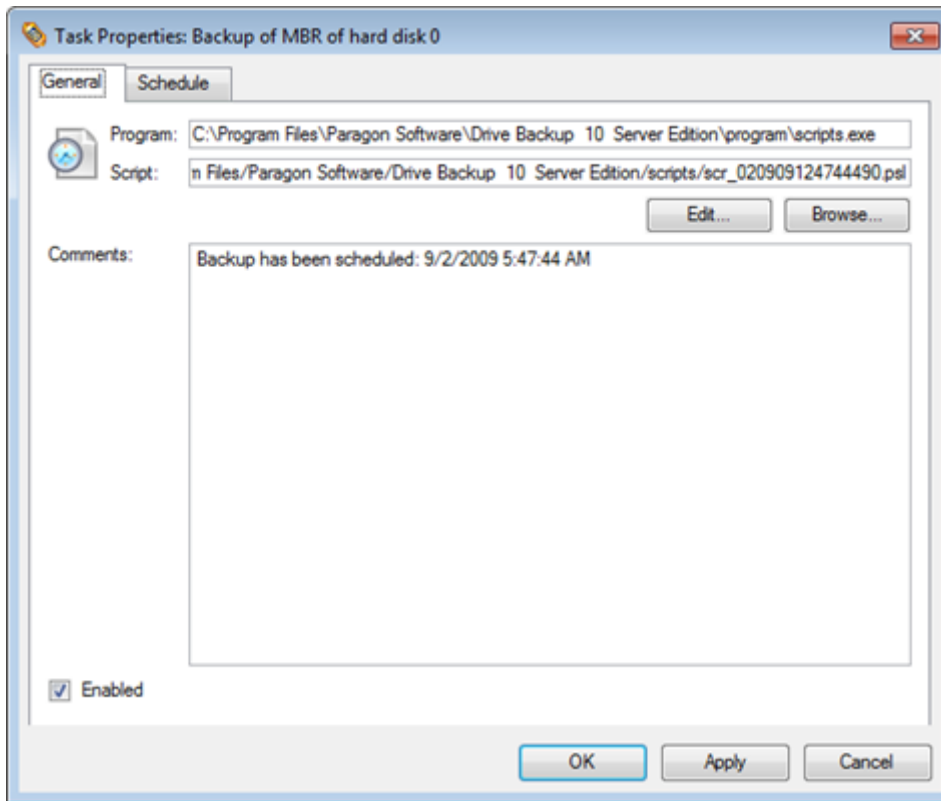 Task Properties: Backup of MBR of hard disk 0
General Schedule
Program: C:\Program Files\Paragon Software\Drive Backup 10 Server Edition\program\scripts.exe
Script: n Files/Paragon Software/Drive Backup 10 Server Edition/scripts/scr_020909124744490.psl
Edit... Browse...
Comments: Backup has been scheduled: 9/2/2009 5:47:44 AM
Enabled
OK Apply Cancel